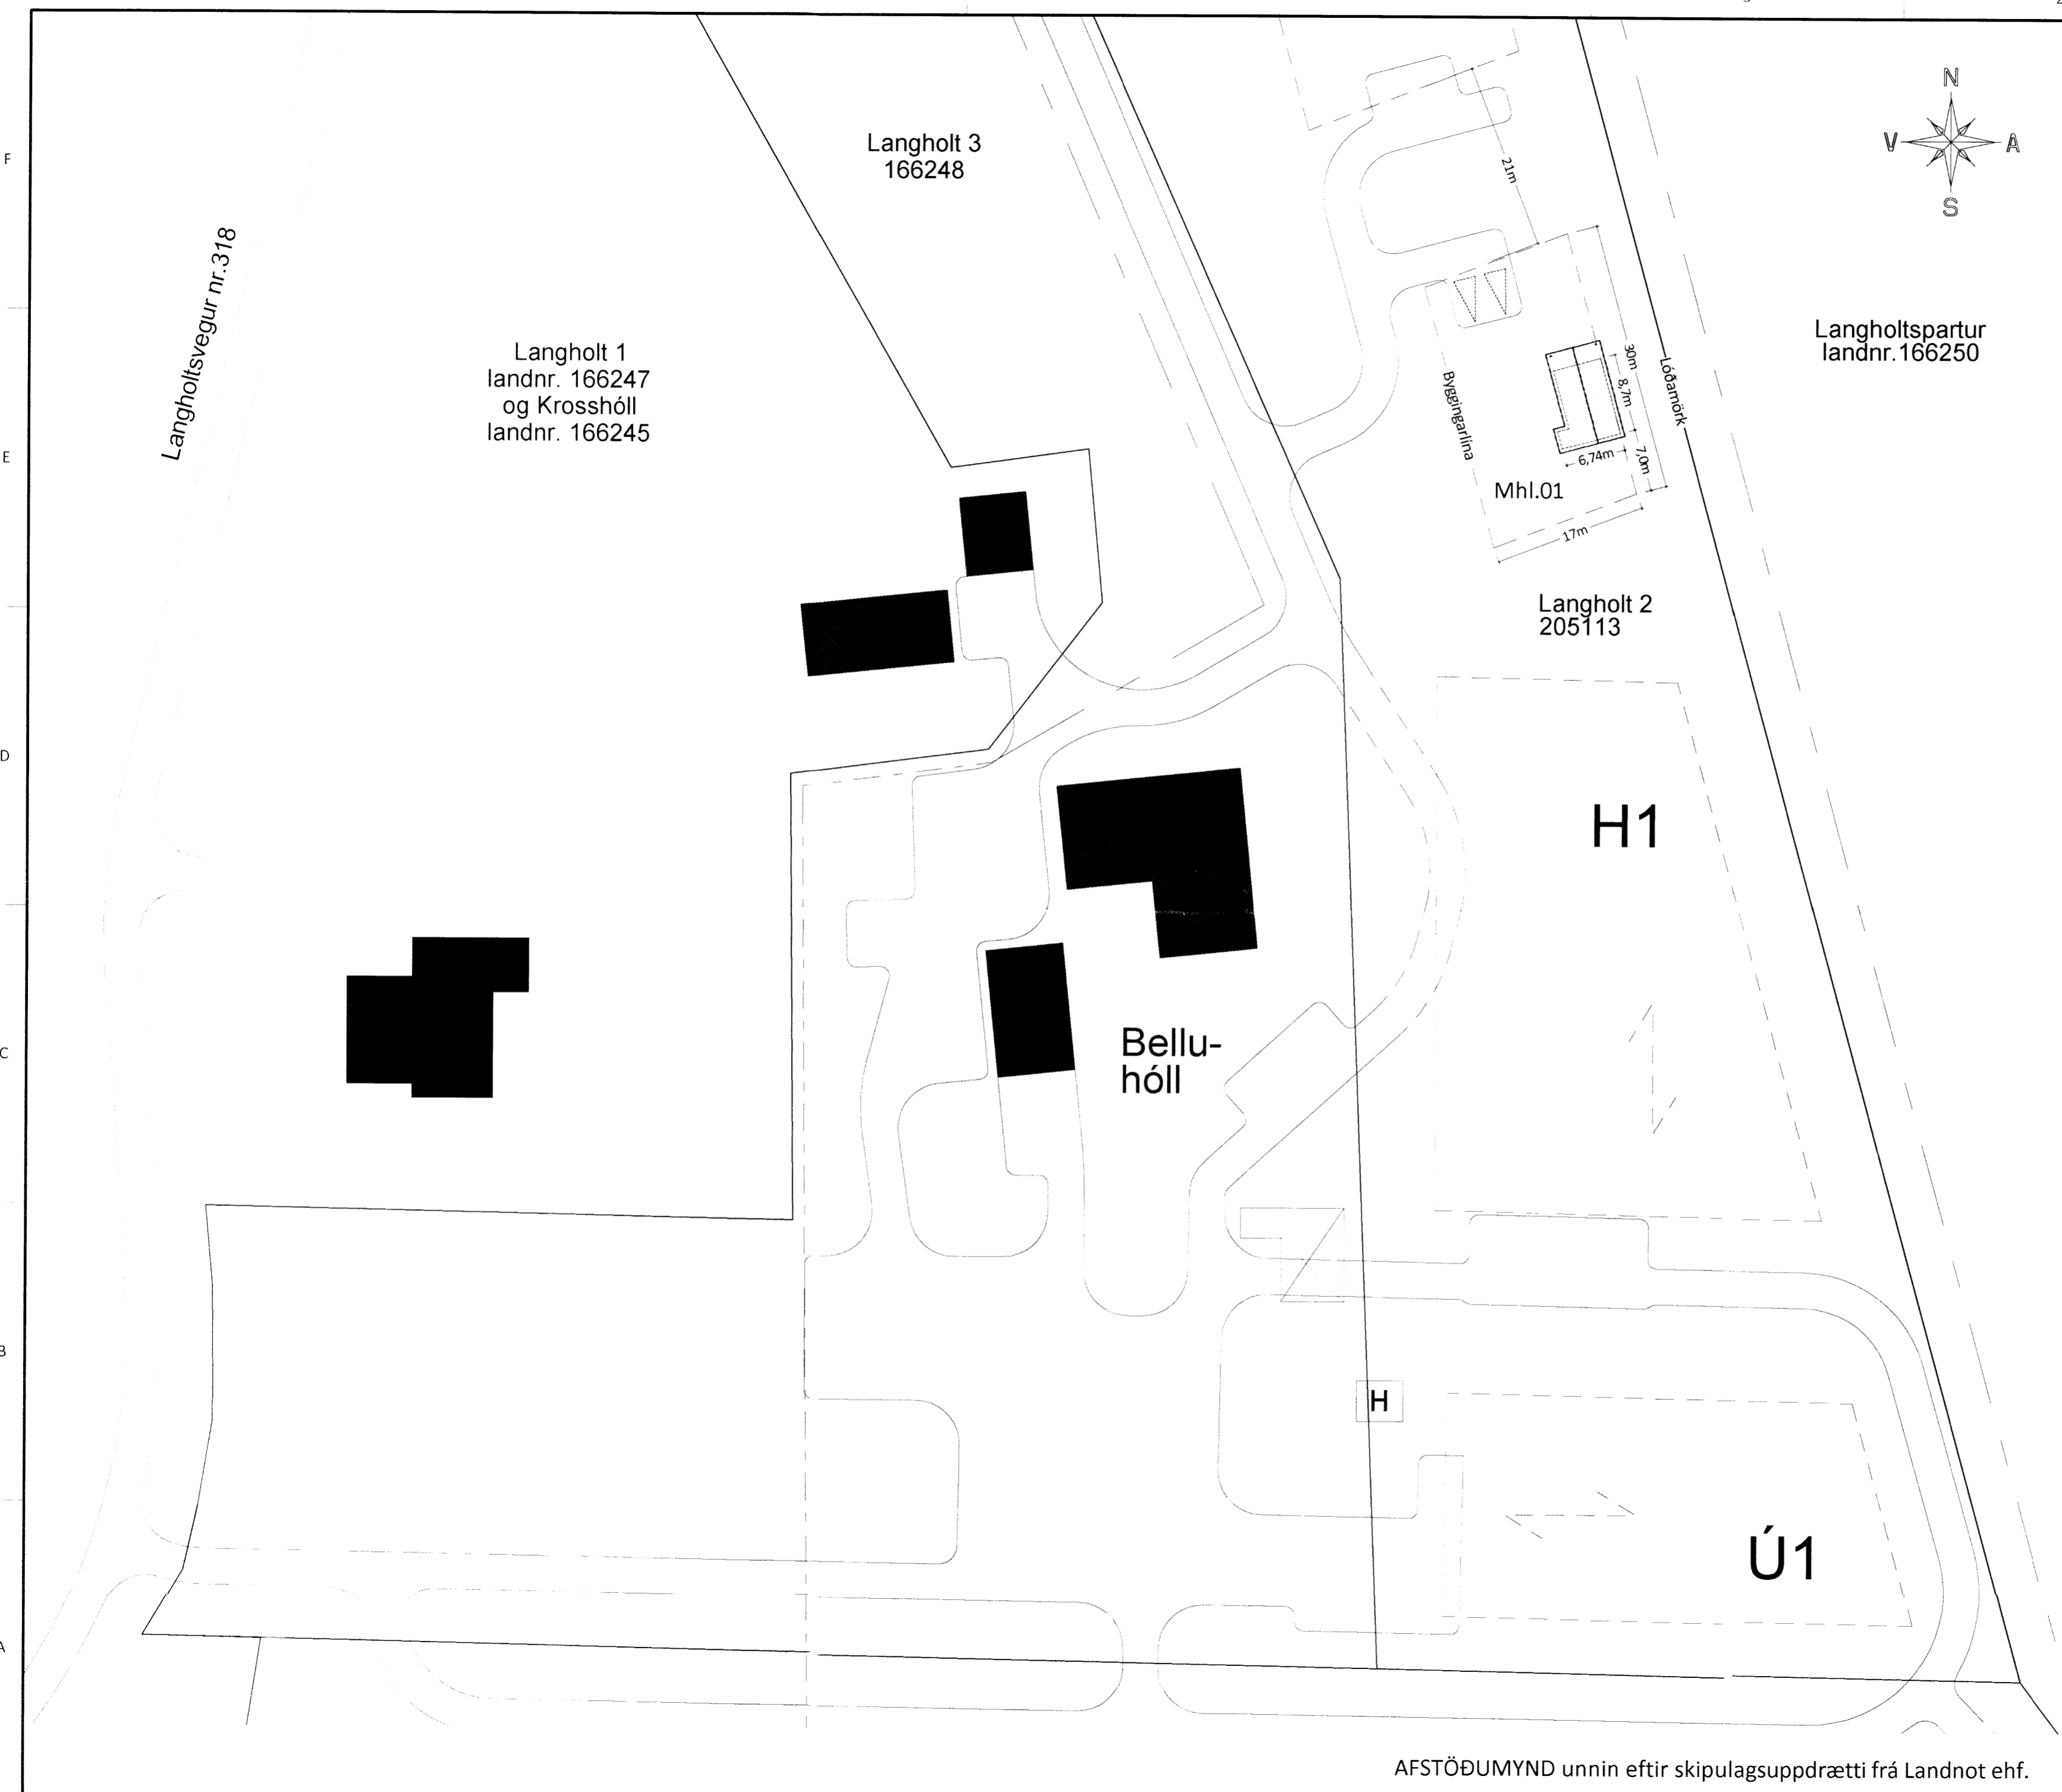 N
V
A
S
F
E
D
C
B
A
Langholt 3
166248
Langholtsvegur nr.318
Langholt 1
landnr. 166247
og Krosshóll
landnr. 166245
21m
Langholtspartur
landnr.166250
Lóðamörk
30m
8,7m
7,0m
6,74m
Byggingarlína
Mhl.01
17m
Langholt 2
205113
H1
Bellu-
hóll
H
Ú1
AFSTÖÐUMYND unnin eftir skipulagsuppdrætti frá Landnot ehf.